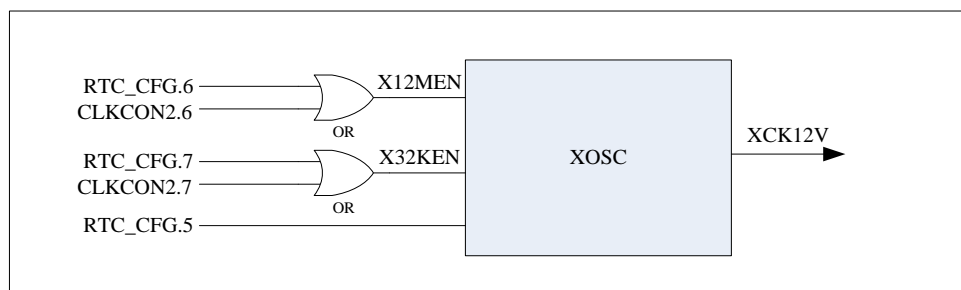 RTC_CFG.6
CLKCON2.6
OR
X12MEN
RTC_CFG.7
CLKCON2.7
OR
X32KEN
RTC_CFG.5
XOSC
XCK12V